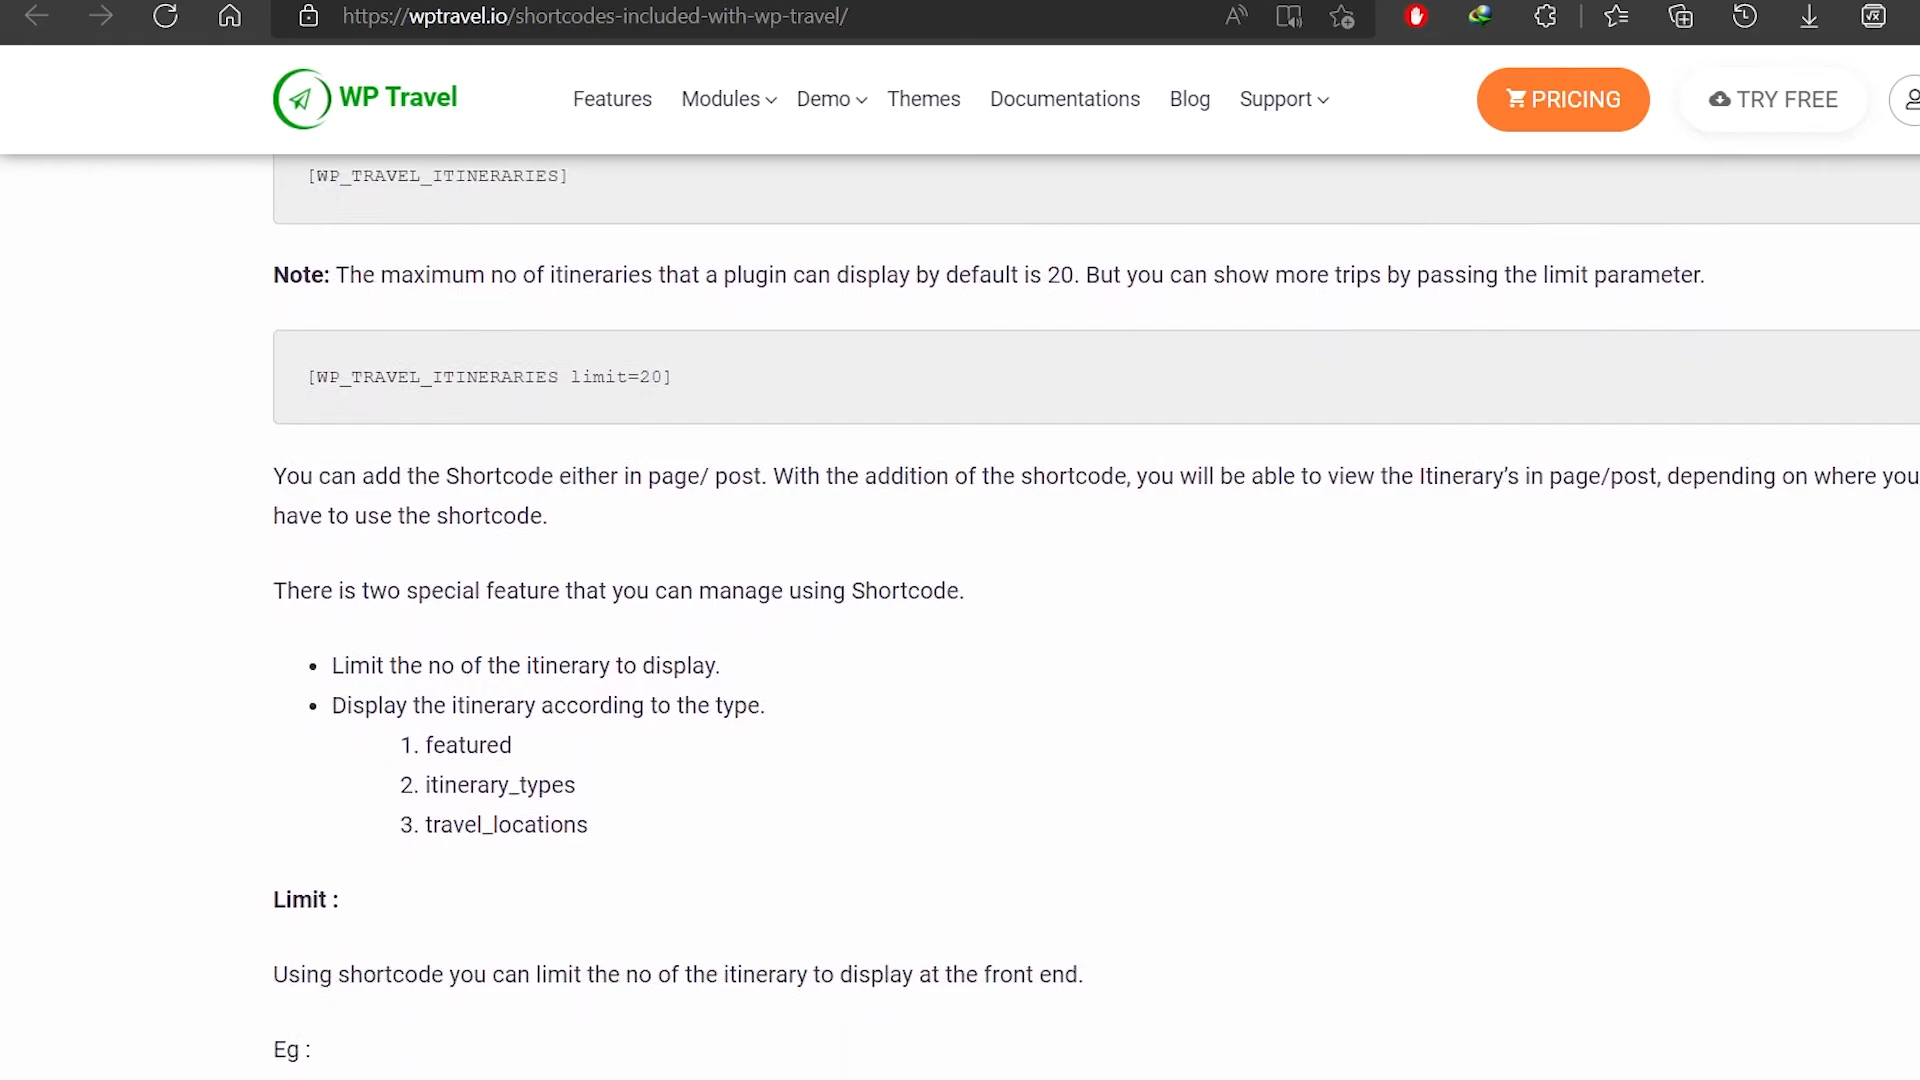 https://wptravel.io/shortcodes-included-with-wp-travel/
WP Travel
Features
Modules
Demo
Themes
Documentations
Blog
Support
PRICING
TRY FREE
[WP_TRAVEL_ITINERARIES]
Note: The maximum no of itineraries that a plugin can display by default is 20. But you can show more trips by passing the limit parameter.
[WP_TRAVEL_ITINERARIES limit=20]
You can add the Shortcode either in page/ post. With the addition of the shortcode, you will be able to view the Itinerary’s in page/post, depending on where you
have to use the shortcode.
There is two special feature that you can manage using Shortcode.
• Limit the no of the itinerary to display.
• Display the itinerary according to the type.
1. featured
2. itinerary_types
3. travel_locations
Limit :
Using shortcode you can limit the no of the itinerary to display at the front end.
Eg :